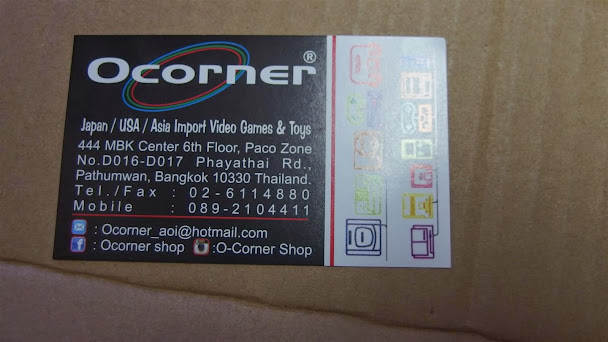 Ocorner®
Japan / USA / Asia Import Video Games & Toys
444 MBK Center 6th Floor, Paco Zone
No.D016-D017 Phayathai Rd.,
Pathumwan, Bangkok 10330 Thailand.
Tel./Fax : 02-6114880
Mobile : 089-2104411
: Ocorner_aoi@hotmail.com
f : Ocorner shop :O-Corner Shop